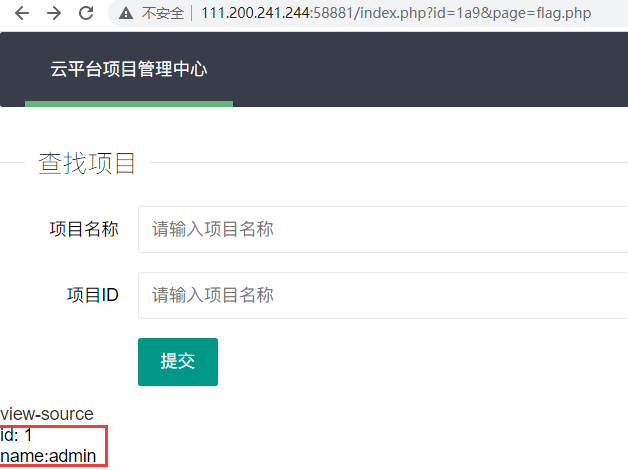 不安全 | 111.200.241.244:58881/index.php?id=1a9&page=flag.php
云平台项目管理中心
查找项目
项目名称 请输入项目名称
项目ID 请输入项目名称
提交
view-source
id: 1
name:admin